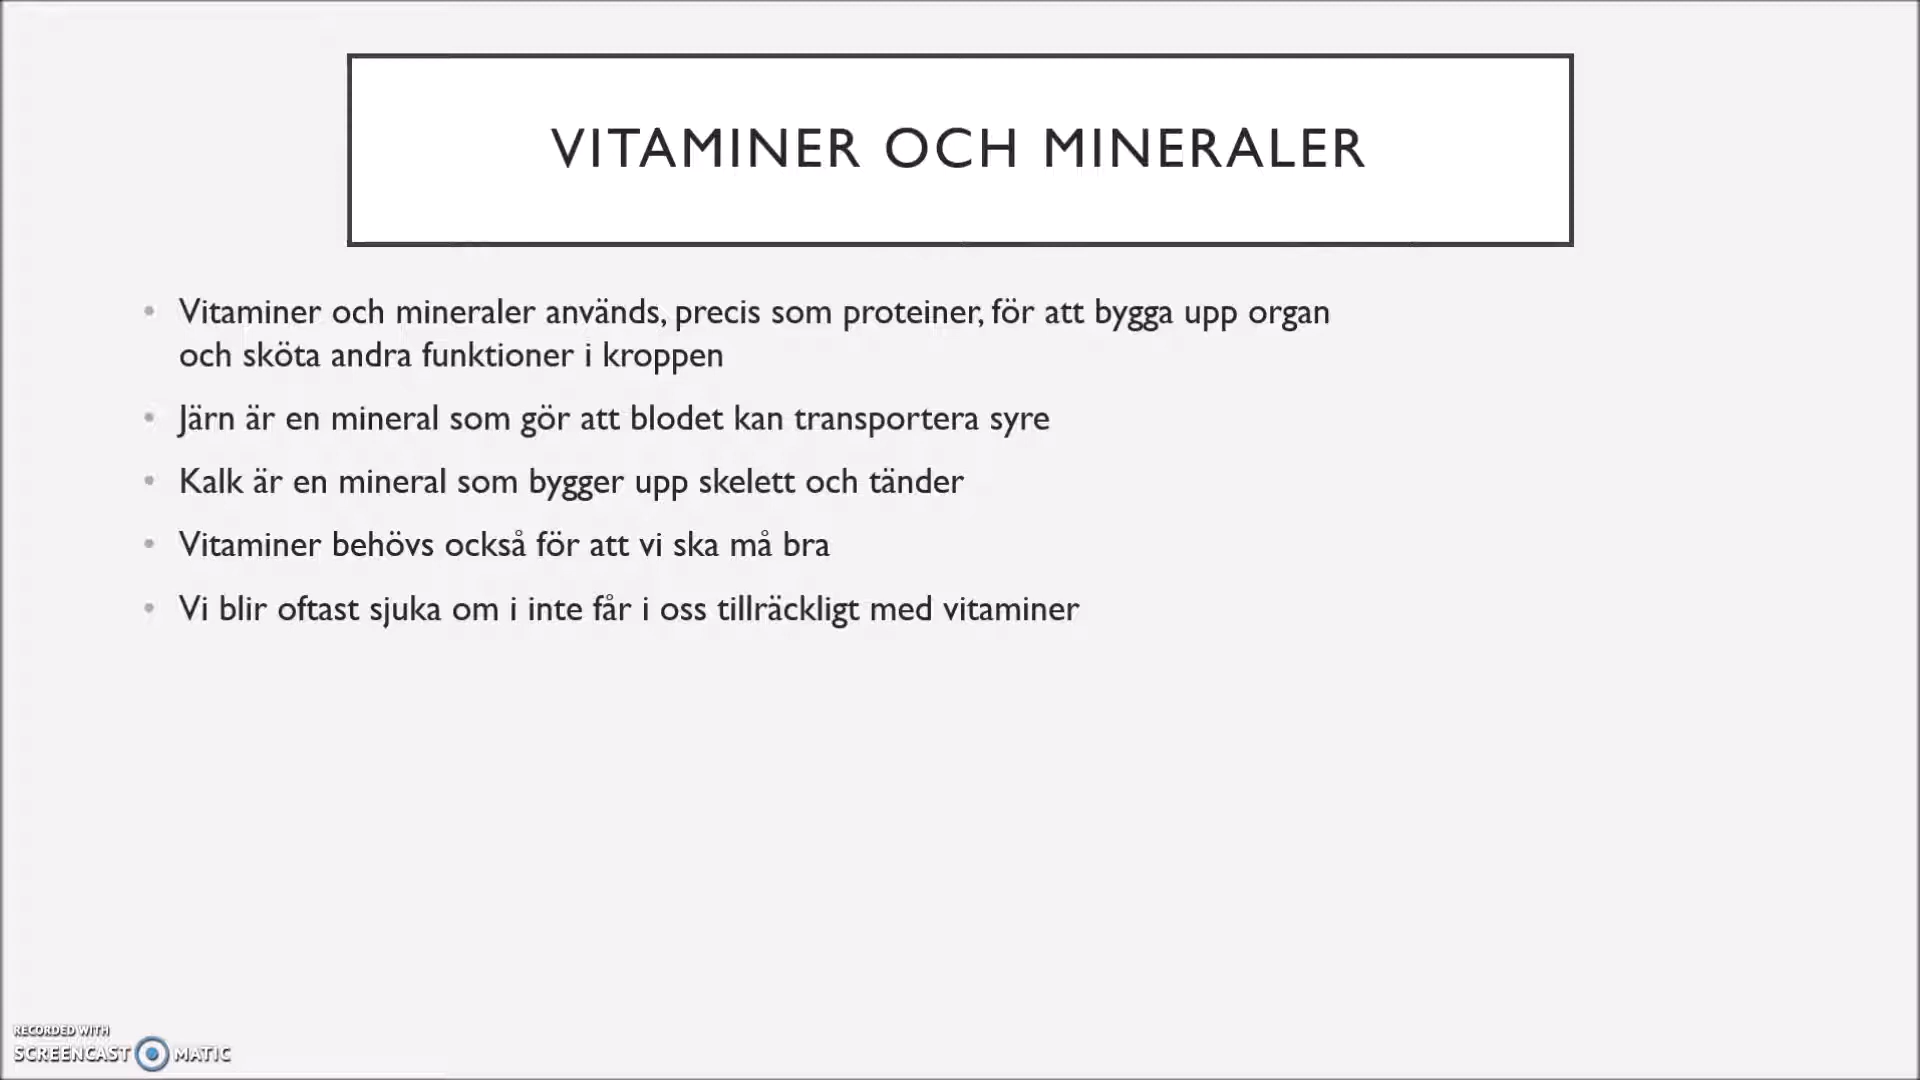 VITAMINER OCH MINERALER
• Vitaminer och mineraler används, precis som proteiner, för att bygga upp organ
och sköta andra funktioner i kroppen
• Järn är en mineral som gör att blodet kan transportera syre
• Kalk är en mineral som bygger upp skelett och tänder
• Vitaminer behövs också för att vi ska må bra
• Vi blir oftast sjuka om i inte får i oss tillräckligt med vitaminer
RECORDED WITH
SCREENCAST MATIC